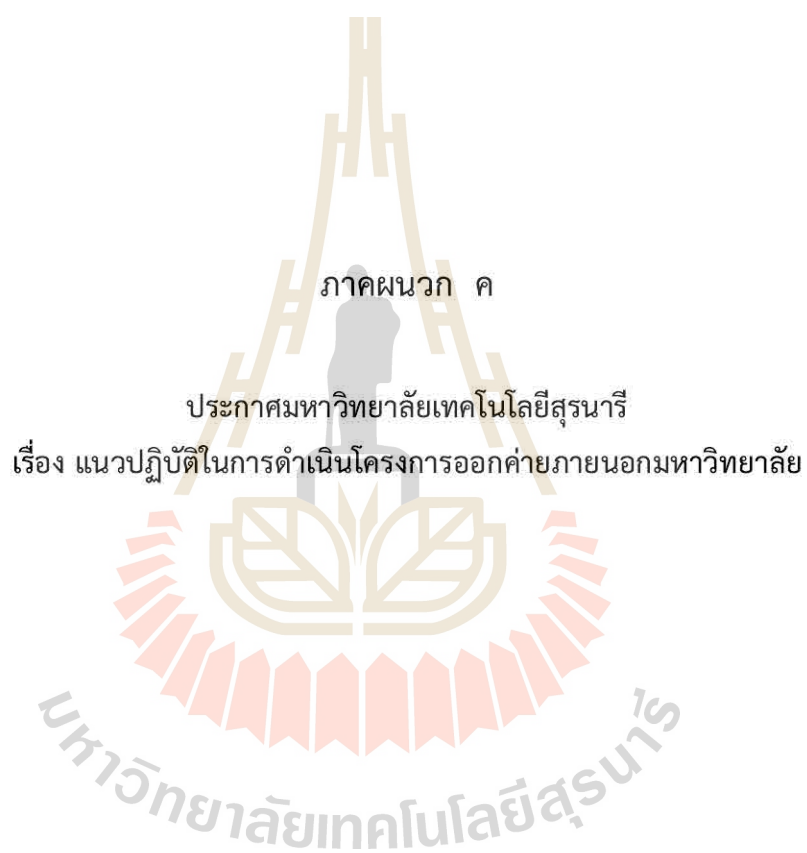 ภาคผนวก ค
ประกาศมหาวิทยาลัยเทคโนโลยีสุรนารี
เรื่อง แนวปฏิบัติในการดำเนินโครงการออกค่ายภายนอกมหาวิทยาลัย
มหาวิทยาลัยเทคโนโลยีสุรนารี